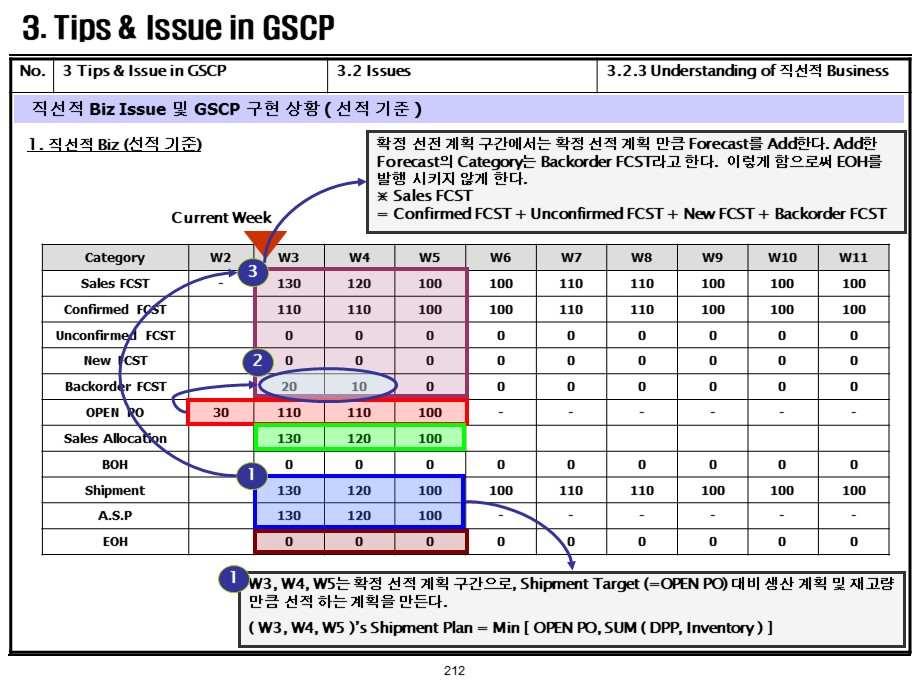 3. Tips & Issue in GSCP
No. 3 Tips & Issue in GSCP 3.2 Issues 3.2.3 Understanding of 직선적 Business
직선적 Biz Issue 및 GSCP 구현 상황 ( 선적 기준 )
1. 직선적 Biz (선적 기준)
확정 선전 계획 구간에서는 확정 선적 계획 만큼 Forecast를 Add한다. Add한
Forecast의 Category는 Backorder FCST라고 한다. 이렇게 함으로써 EOH를
발행 시키지 않게 한다.
※ Sales FCST
= Confirmed FCST + Unconfirmed FCST + New FCST + Backorder FCST
Current Week
Category W2 W3 W4 W5 W6 W7 W8 W9 W10 W11
3
Sales FCST - 130 120 100 100 110 110 100 100 100
Confirmed FCST 110 110 100 100 110 110 100 100 100
Unconfirmed FCST 0 0 0 0 0 0 0 0 0
2
New FCST 0 0 0 0 0 0 0 0 0
Backorder FCST 20 10 0 0 0 0 0 0 0
OPEN PO 30 110 110 100 - - - - - -
Sales Allocation 130 120 100
BOH 0 0 0 0 0 0 0 0 0
1
Shipment 130 120 100 100 110 110 100 100 100
A.S.P 130 120 100 - - - - - -
EOH 0 0 0 0 0 0 0 0 0
1
W3, W4, W5는 확정 선적 계획 구간으로, Shipment Target (=OPEN PO) 대비 생산 계획 및 재고량
만큼 선적 하는 계획을 만든다.
( W3, W4, W5 )’s Shipment Plan = Min [ OPEN PO, SUM ( DPP, Inventory ) ]
212